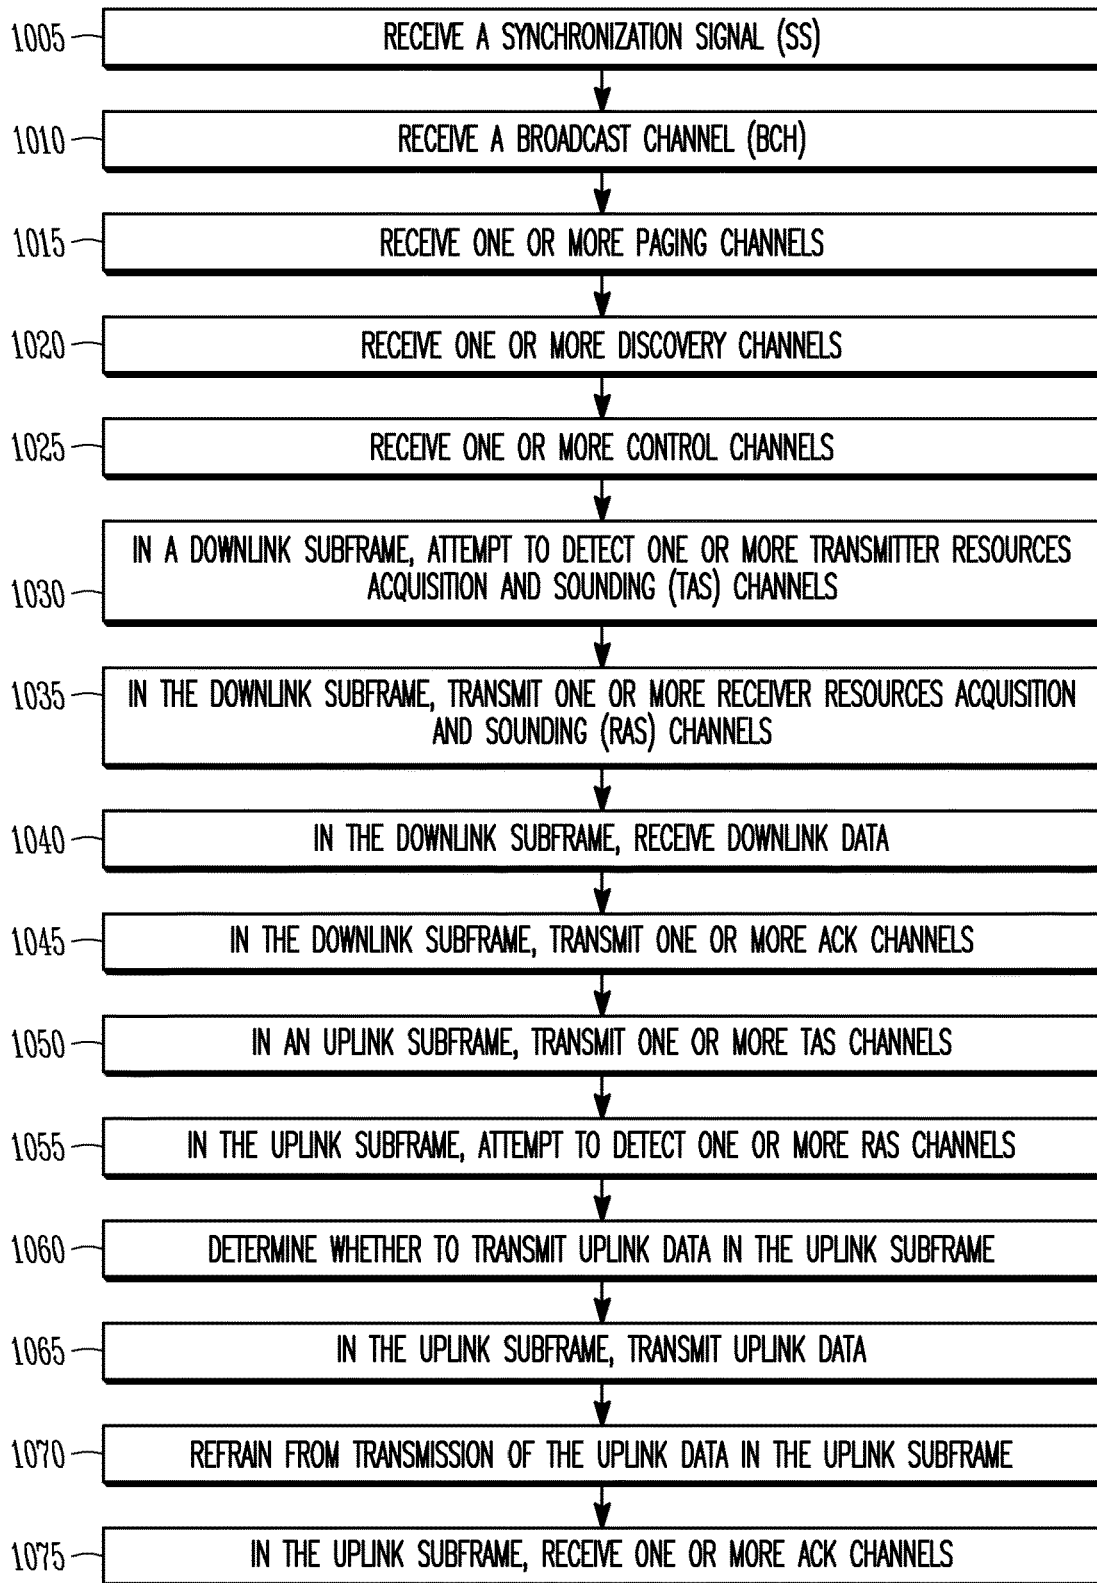 1005 RECEIVE A SYNCHRONIZATION SIGNAL (SS)
1010 RECEIVE A BROADCAST CHANNEL (BCH)
1015 RECEIVE ONE OR MORE PAGING CHANNELS
1020 RECEIVE ONE OR MORE DISCOVERY CHANNELS
1025 RECEIVE ONE OR MORE CONTROL CHANNELS
IN A DOWNLINK SUBFRAME, ATTEMPT TO DETECT ONE OR MORE TRANSMITTER RESOURCES
1030 ACQUISITION AND SOUNDING (TAS) CHANNELS
1035 IN THE DOWNLINK SUBFRAME, TRANSMIT ONE OR MORE RECEIVER RESOURCES ACQUISITION
AND SOUNDING (RAS) CHANNELS
1040 IN THE DOWNLINK SUBFRAME, RECEIVE DOWNLINK DATA
1045 IN THE DOWNLINK SUBFRAME, TRANSMIT ONE OR MORE ACK CHANNELS
1050 IN AN UPLINK SUBFRAME, TRANSMIT ONE OR MORE TAS CHANNELS
1055 IN THE UPLINK SUBFRAME, ATTEMPT TO DETECT ONE OR MORE RAS CHANNELS
1060 DETERMINE WHETHER TO TRANSMIT UPLINK DATA IN THE UPLINK SUBFRAME
1065 IN THE UPLINK SUBFRAME, TRANSMIT UPLINK DATA
1070 REFRAIN FROM TRANSMISSION OF THE UPLINK DATA IN THE UPLINK SUBFRAME
1075 IN THE UPLINK SUBFRAME, RECEIVE ONE OR MORE ACK CHANNELS